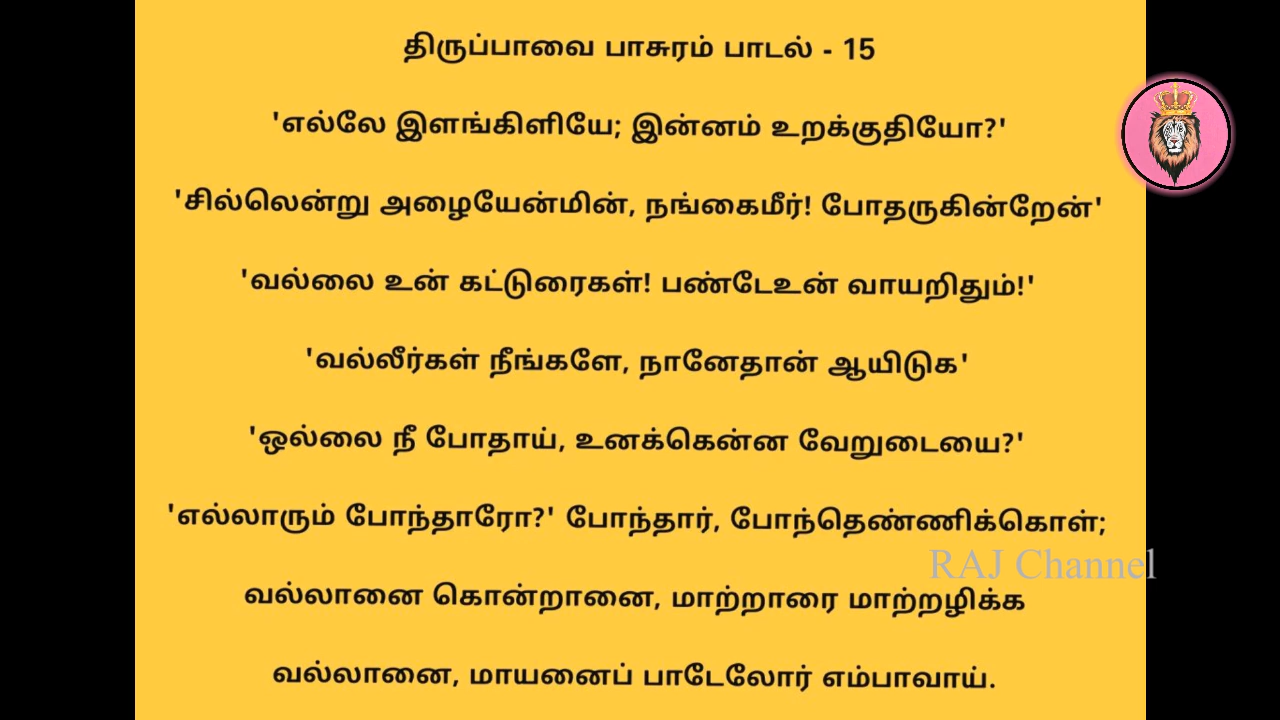 திருப்பாவை பாசுரம் பாடல் - 15
'எல்லே இளங்கிளியே; இன்னம் உறக்குதியோ?'
'சில்லென்று அழையேன்மின், நங்கைமீர்! போதருகின்றேன்'
'வல்லை உன் கட்டுரைகள்! பண்டேஉன் வாயறிதும்!'
'வல்லீர்கள் நீங்களே, நானேதான் ஆயிடுக'
'ஒல்லை நீ போதாய், உனக்கென்ன வேறுடையை?'
'எல்லாரும் போந்தாரோ?' போந்தார், போந்தெண்ணிக்கொள்;
RAJ Channel
வல்லானை கொன்றானை, மாற்றாரை மாற்றழிக்க
வல்லானை, மாயனைப் பாடேலோர் எம்பாவாய்.